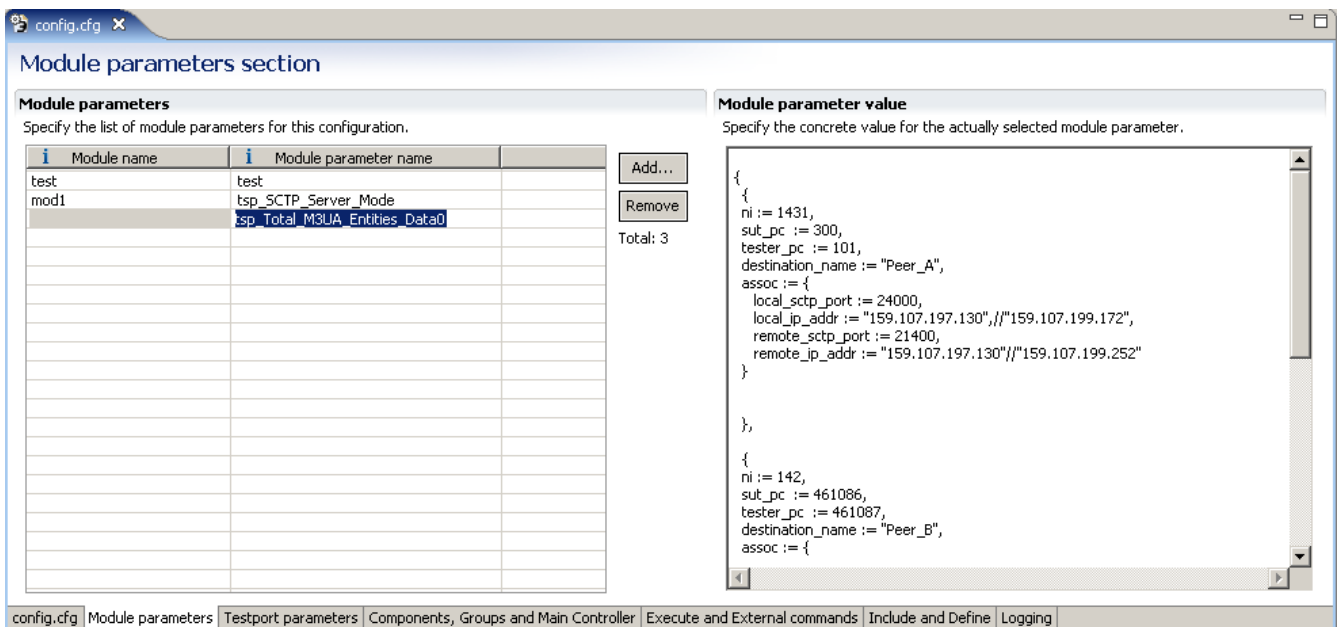 config.cfg
Module parameters section
Module parameters
Specify the list of module parameters for this configuration.
Module name Module parameter name
test test
mod1 tsp_SCTP_Server_Mode
tsp_Total_M3UA_Entities_Data0
Add...
Remove
Total: 3
Module parameter value
Specify the concrete value for the actually selected module parameter.
{
{
ni := 1431,
sut_pc := 300,
tester_pc := 101,
destination_name := "Peer_A",
assoc := {
local_sctp_port := 24000,
local_ip_addr := "159.107.197.130",//"159.107.199.172",
remote_sctp_port := 21400,
remote_ip_addr := "159.107.197.130"//"159.107.199.252"
}
},
{
ni := 142,
sut_pc := 461086,
tester_pc := 461087,
destination_name := "Peer_B",
assoc := {
config.cfg Module parameters Testport parameters Components, Groups and Main Controller Execute and External commands Include and Define Logging